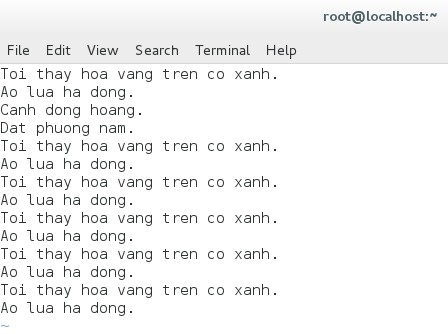 root@localhost:~
File Edit View Search Terminal Help
Toi thay hoa vang tren co xanh.
Ao lua ha dong.
Canh dong hoang.
Dat phuong nam.
Toi thay hoa vang tren co xanh.
Ao lua ha dong.
Toi thay hoa vang tren co xanh.
Ao lua ha dong.
Toi thay hoa vang tren co xanh.
Ao lua ha dong.
Toi thay hoa vang tren co xanh.
Ao lua ha dong.
Toi thay hoa vang tren co xanh.
Ao lua ha dong.
~